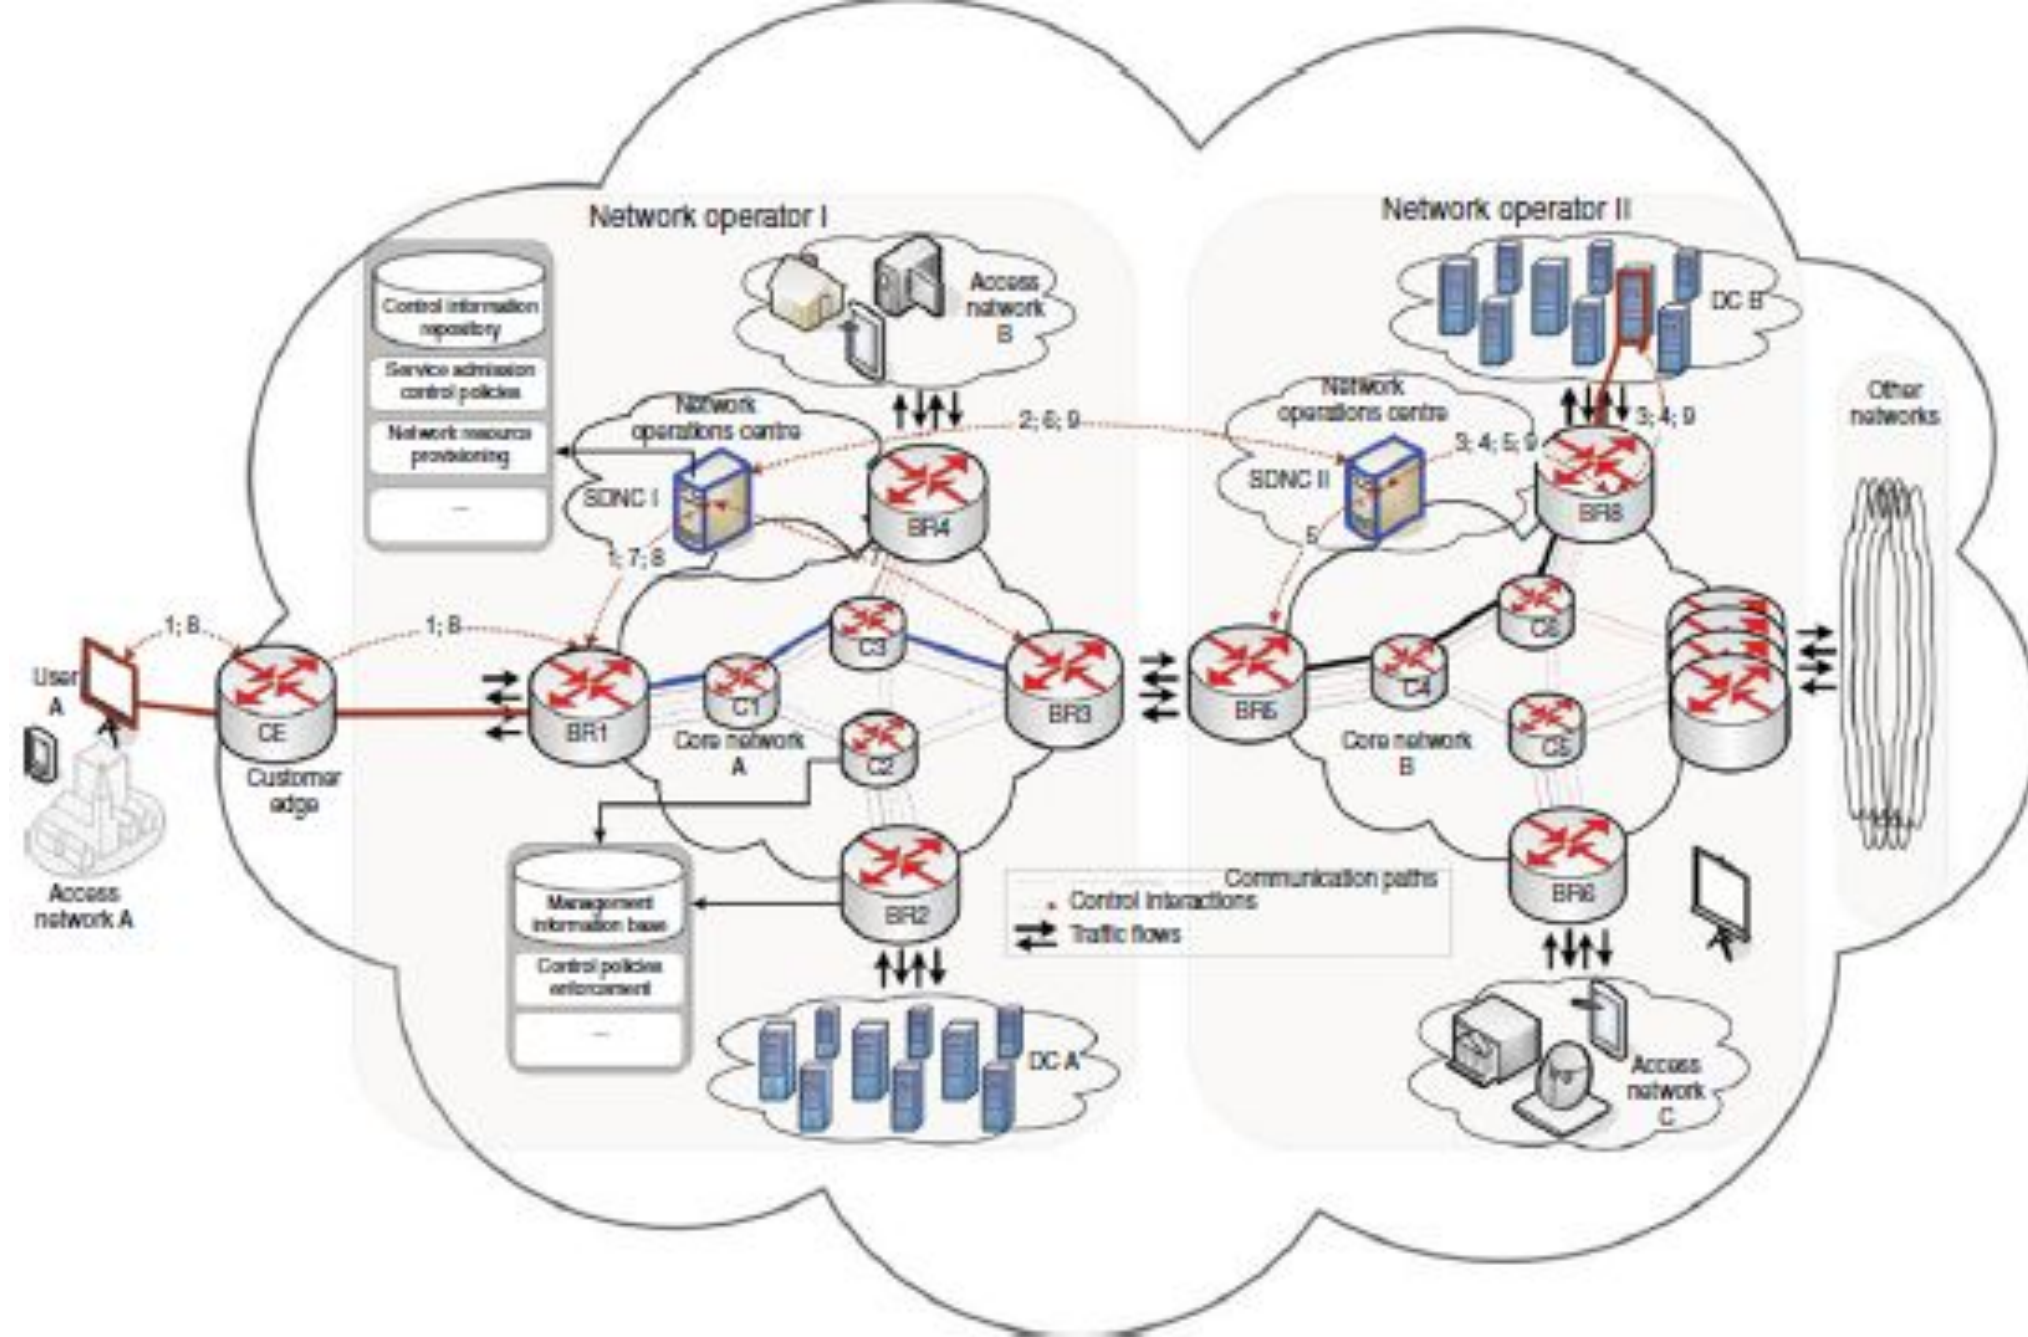 Network operator I
Network operator II
Control information
repository
Service admission
control policies
Network resource
provisioning
...
Access
network
B
DC B
Other
networks
Network
operations centre
SDNC I
2; 6; 9
Network
operations centre
SDNC II
3; 4; 5; 9
3; 4; 9
BR4
BR8
1; 7; 8
7
5
1; 8
1; 8
User
A
CE
Customer
edge
BR1
C1
C3
C2
Core network
A
BR3
BR5
C4
C6
C5
Core network
B
Access
network A
Management
information base
Control policies
enforcement
...
BR2
Communication paths
Control interactions
Traffic flows
BR6
DC A
Access
network
C